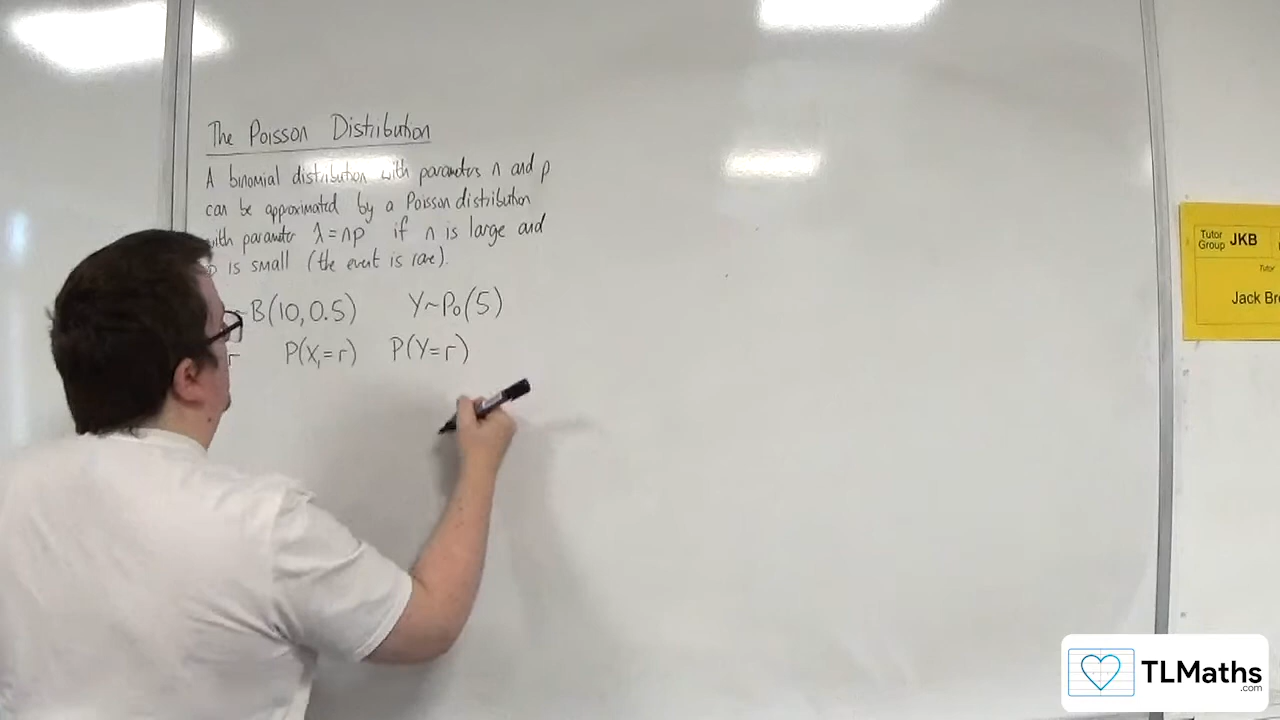 The Poisson Distribution
A binomial distribution with parameters n and p
can be approximated by a Poisson distribution
with parameter λ=np if n is large and
p is small (the event is rare).
~B(10,0.5) Y~Po(5)
r P(X₁=r) P(Y=r)
Tutor Group JKB
Tutor
Jack
TLMaths
.com